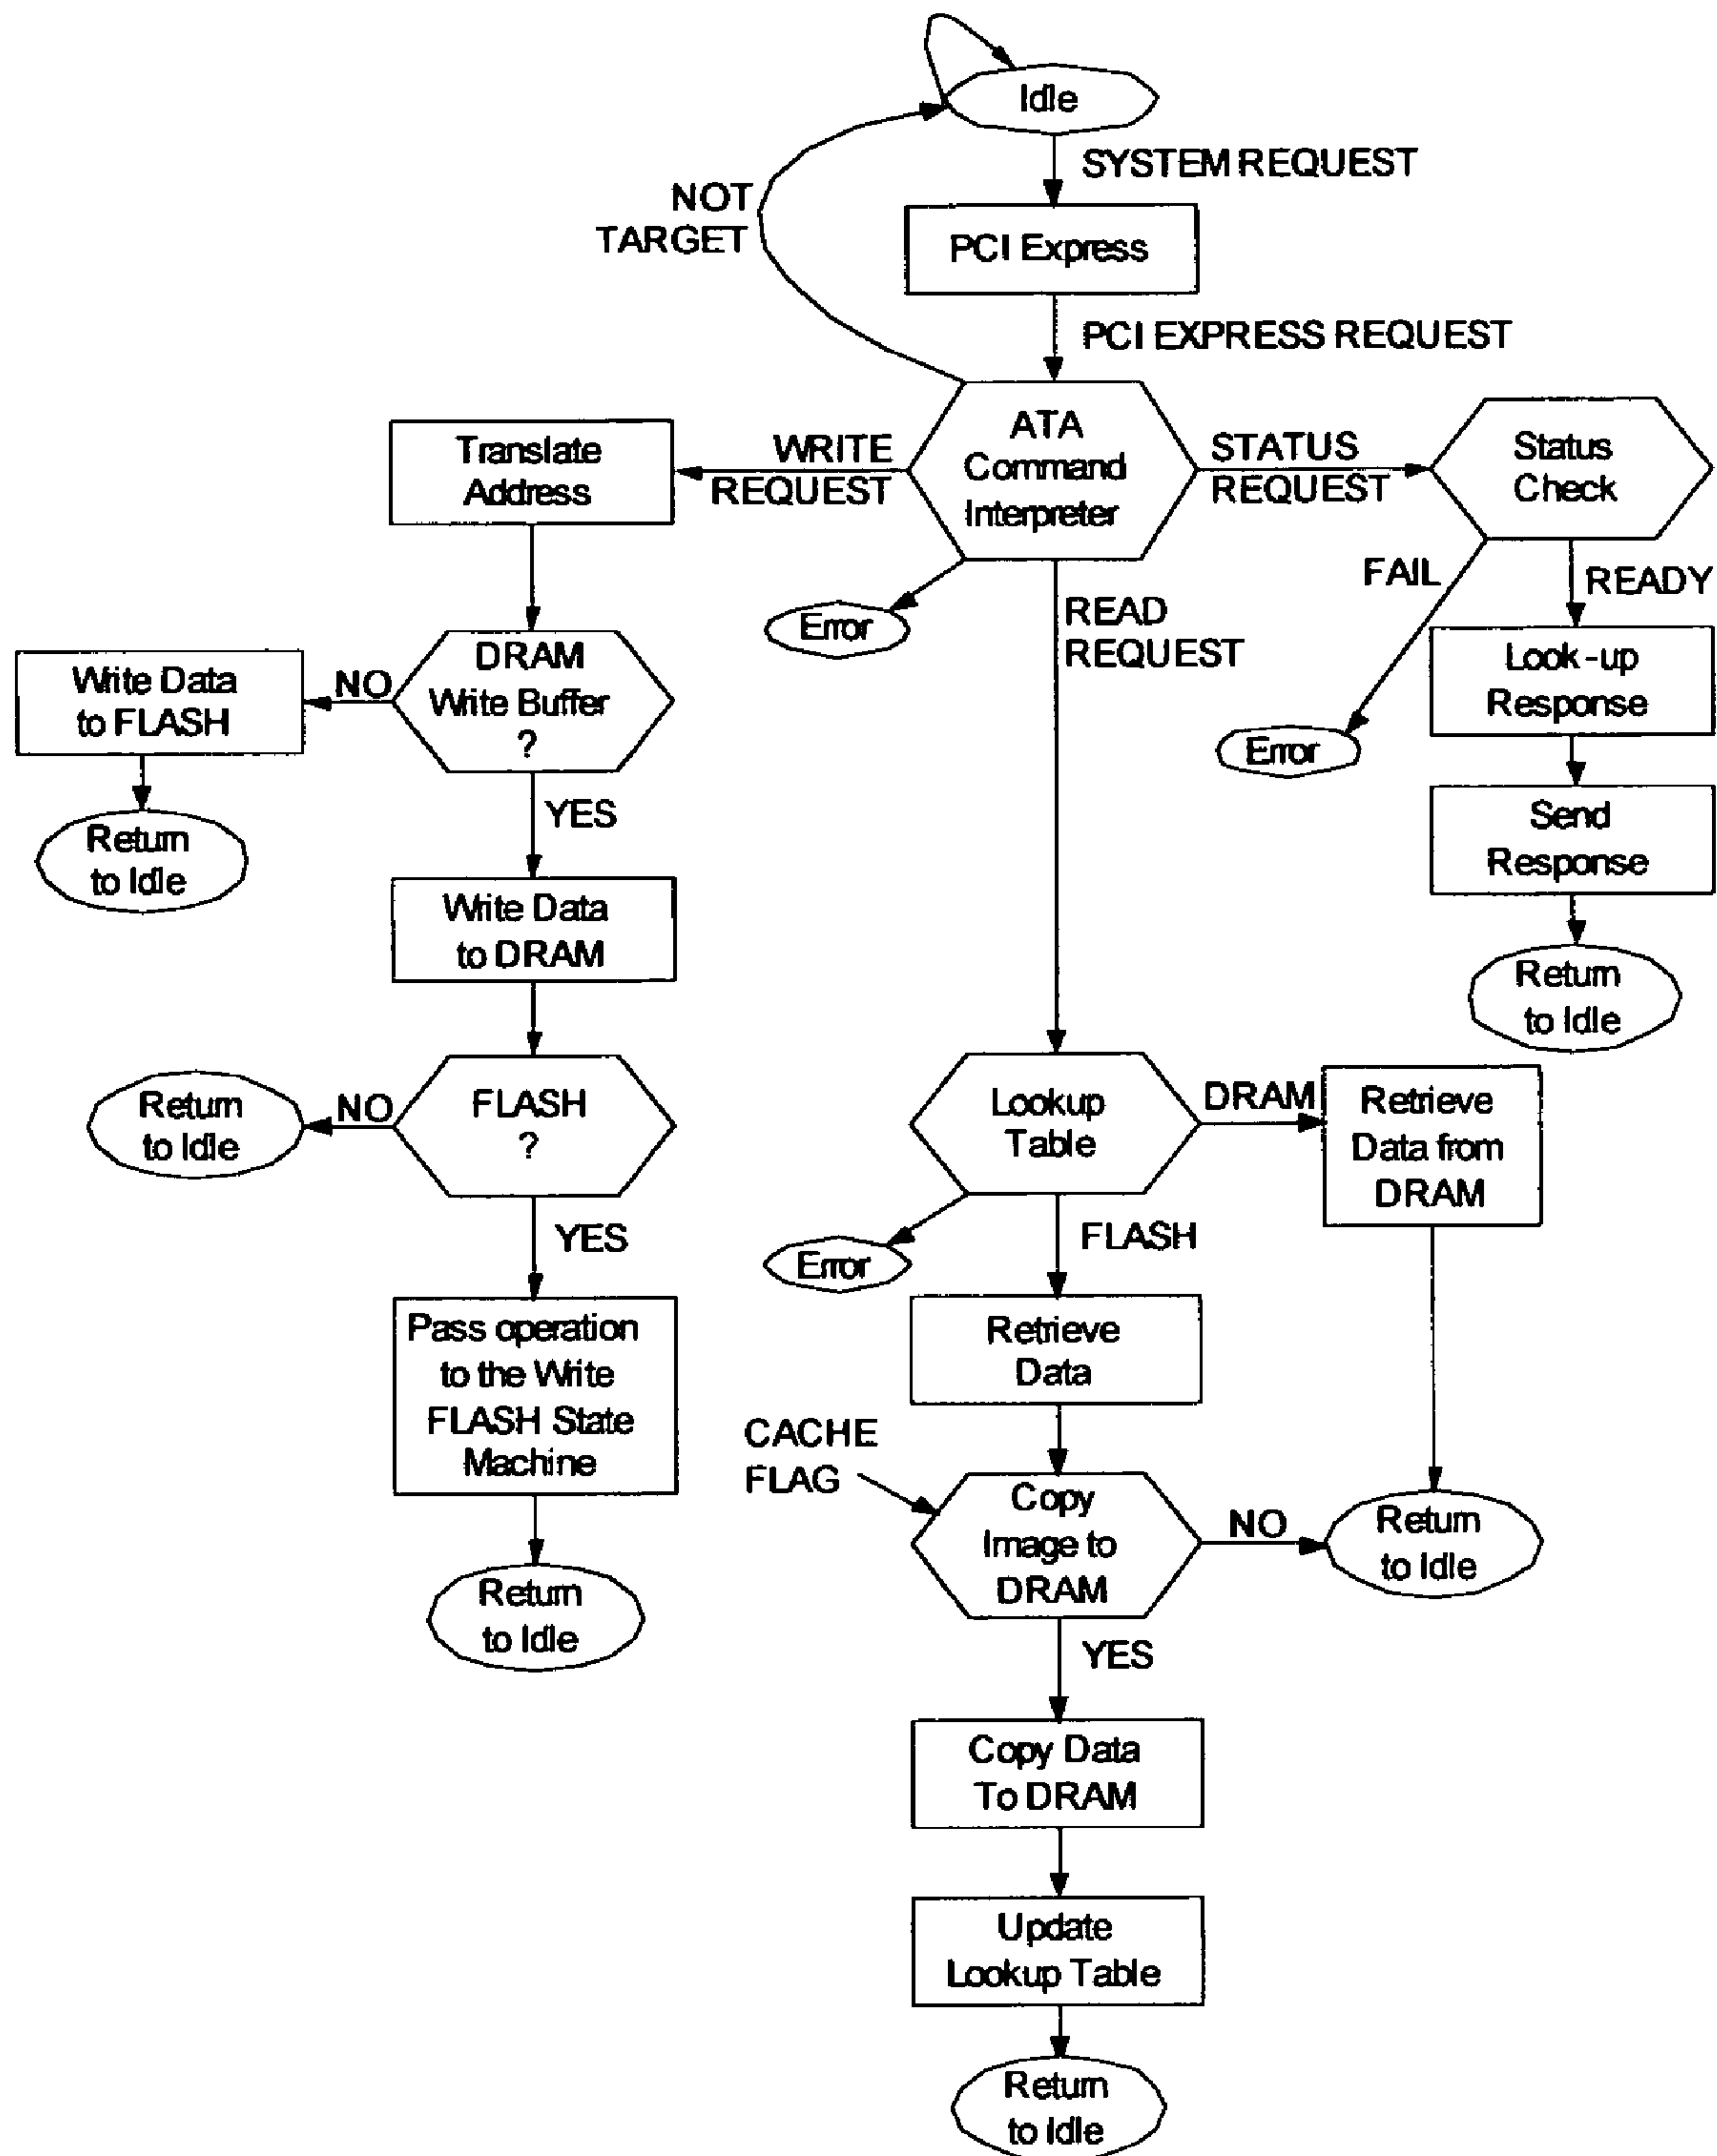 Idle
SYSTEM REQUEST
NOT
TARGET
PCI Express
PCI EXPRESS REQUEST
Translate
Address
WRITE
REQUEST
ATA
Command
Interpreter
STATUS
REQUEST
Status
Check
Error
READ
REQUEST
FAIL
READY
Write Data
to FLASH
NO
DRAM
Write Buffer
?
Error
Look-up
Response
YES
Return
to Idle
Send
Response
Write Data
to DRAM
Return
to Idle
Return
to Idle
NO
FLASH
?
Lookup
Table
DRAM
Retrieve
Data from
DRAM
YES
Error
FLASH
Pass operation
to the Write
FLASH State
Machine
Retrieve
Data
CACHE
FLAG
Copy
Image to
DRAM
NO
Return
to Idle
Return
to Idle
YES
Copy Data
To DRAM
Update
Lookup Table
Return
to Idle